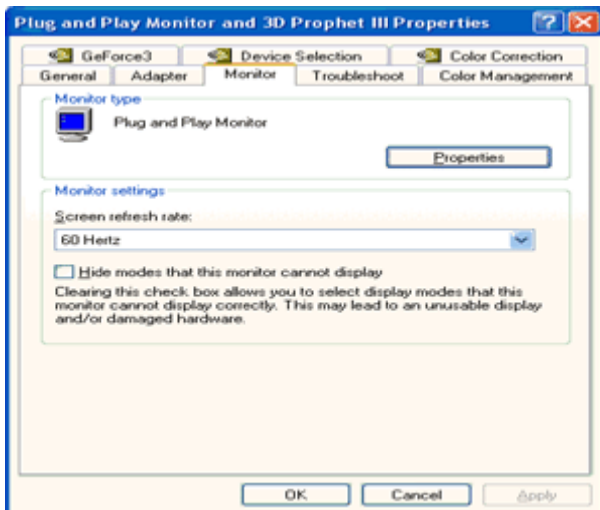 Plug and Play Monitor and 3D Prophet III Properties
GeForce3 Device Selection Color Correction
General Adapter Monitor Troubleshoot Color Management
Monitor type
Plug and Play Monitor
Properties
Monitor settings
Screen refresh rate:
60 Hertz
Hide modes that this monitor cannot display
Clearing this check box allows you to select display modes that this
monitor cannot display correctly. This may lead to an unusable display
and/or damaged hardware.
OK Cancel Apply